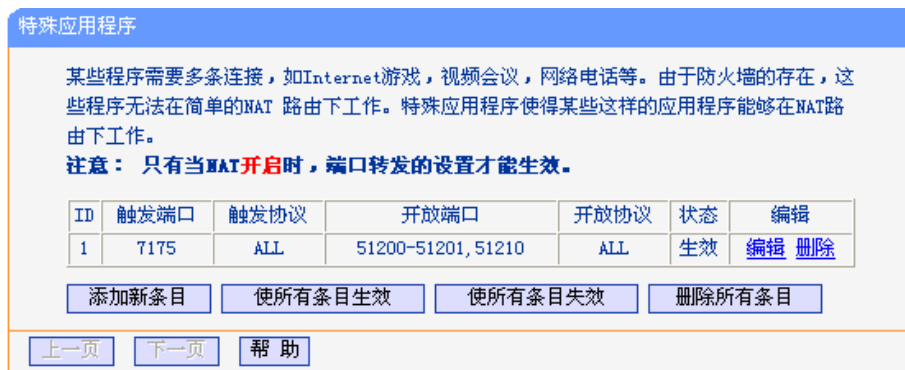 特殊应用程序
某些程序需要多条连接，如Internet游戏，视频会议，网络电话等。由于防火墙的存在，这
些程序无法在简单的NAT 路由下工作。特殊应用程序使得某些这样的应用程序能够在NAT路
由下工作。
注意： 只有当NAT开启时，端口转发的设置才能生效。
ID 触发端口 触发协议 开放端口 开放协议 状态 编辑
1 7175 ALL 51200-51201,51210 ALL 生效 编辑 删除
添加新条目 使所有条目生效 使所有条目失效 删除所有条目
上一页 下一页 帮 助